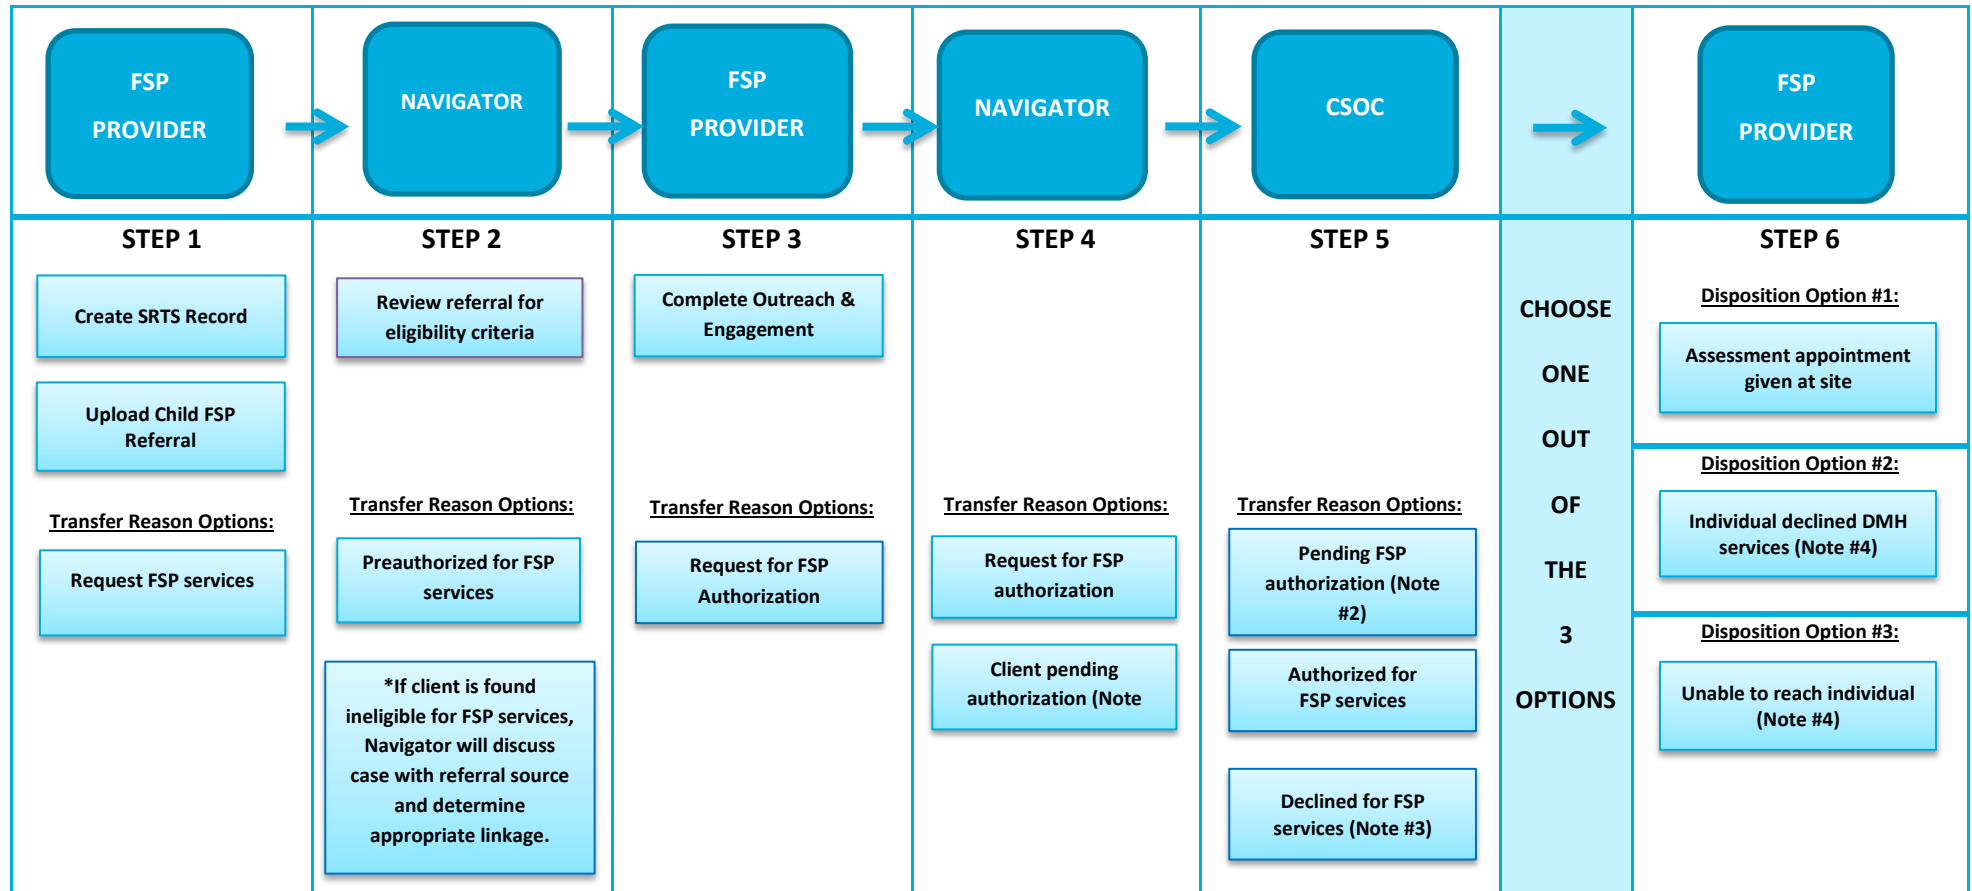 FSP
PROVIDER
NAVIGATOR
FSP
PROVIDER
NAVIGATOR
CSOC
FSP
PROVIDER
STEP 1
Create SRTS Record
Upload Child FSP
Referral
Transfer Reason Options:
Request FSP services
STEP 2
Review referral for
eligibility criteria
Transfer Reason Options:
Preauthorized for FSP
services
*If client is found
ineligible for FSP services,
Navigator will discuss
case with referral source
and determine
appropriate linkage.
STEP 3
Complete Outreach &
Engagement
Transfer Reason Options:
Request for FSP
Authorization
STEP 4
Transfer Reason Options:
Request for FSP
authorization
Client pending
authorization (Note
STEP 5
Transfer Reason Options:
Pending FSP
authorization (Note
#2)
Authorized for
FSP services
Declined for FSP
services (Note #3)
CHOOSE
ONE
OUT
OF
THE
3
OPTIONS
STEP 6
Disposition Option #1:
Assessment appointment
given at site
Disposition Option #2:
Individual declined DMH
services (Note #4)
Disposition Option #3:
Unable to reach individual
(Note #4)